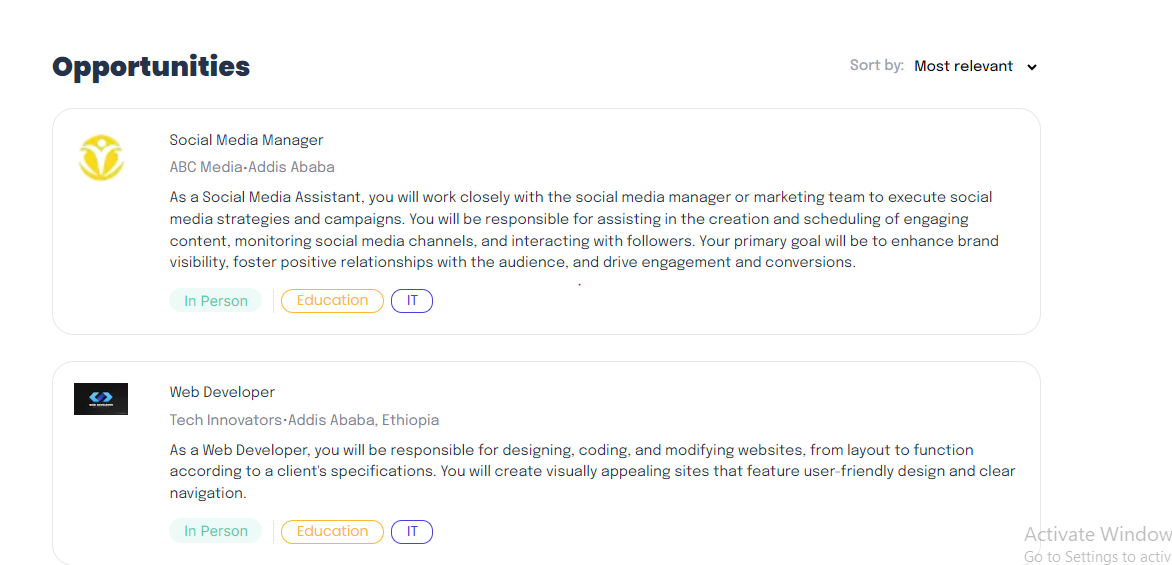 Opportunities
Sort by: Most relevant
Social Media Manager
ABC Media•Addis Ababa
As a Social Media Assistant, you will work closely with the social media manager or marketing team to execute social
media strategies and campaigns. You will be responsible for assisting in the creation and scheduling of engaging
content, monitoring social media channels, and interacting with followers. Your primary goal will be to enhance brand
visibility, foster positive relationships with the audience, and drive engagement and conversions.
In Person Education IT
Web Developer
Tech Innovators•Addis Ababa, Ethiopia
As a Web Developer, you will be responsible for designing, coding, and modifying websites, from layout to function
according to a client's specifications. You will create visually appealing sites that feature user-friendly design and clear
navigation.
In Person Education IT
Activate Window
Go to Settings to activ